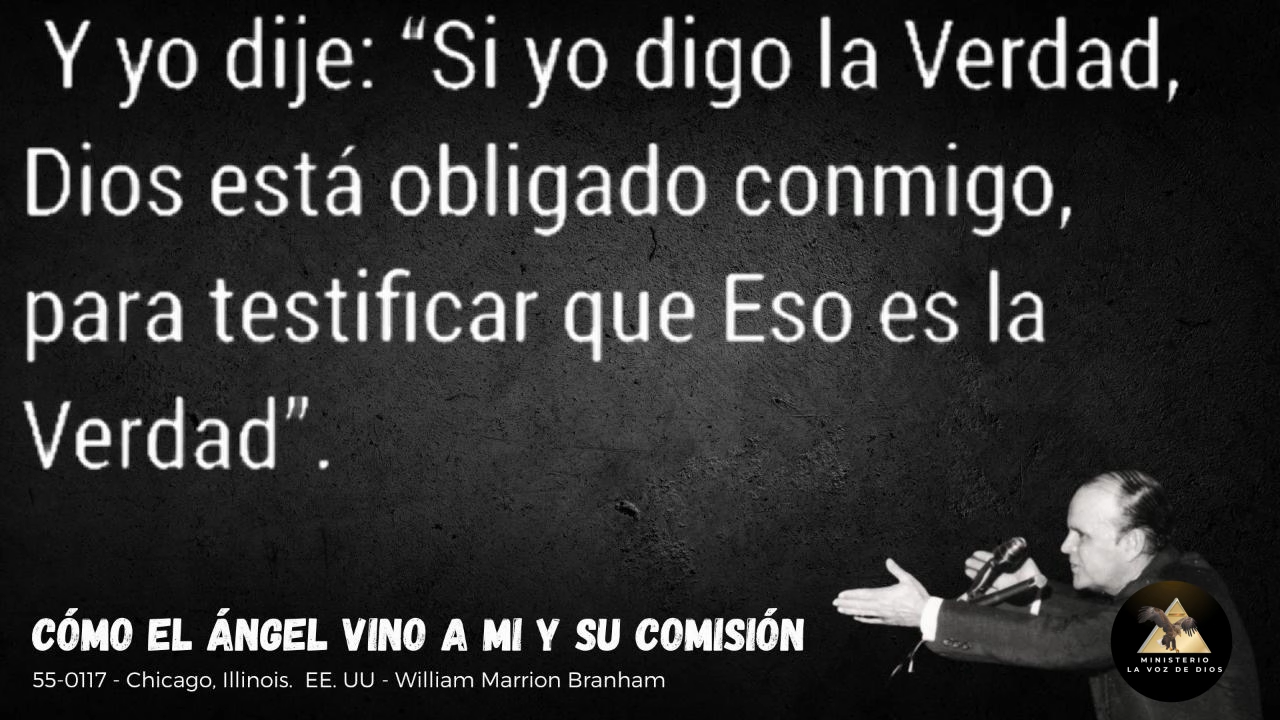 Y yo dije: “Si yo digo la Verdad,
Dios está obligado conmigo,
para testificar que Eso es la
Verdad”.
CÓMO EL ÁNGEL VINO A MI Y SU COMISIÓN
55-0117 - Chicago, Illinois.  EE. UU - William Marrion Branham
MINISTERIO
LA VOZ DE DIOS